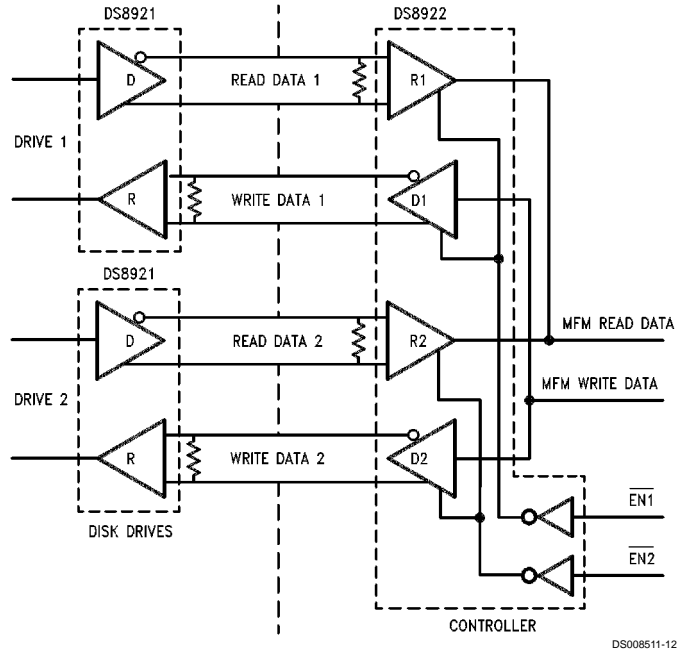 DS8921
DS8922
D
READ DATA 1
R1
DRIVE 1
R
WRITE DATA 1
D1
DS8921
D
READ DATA 2
R2
MFM READ DATA
MFM WRITE DATA
DRIVE 2
R
WRITE DATA 2
D2
EN1
DISK DRIVES
EN2
CONTROLLER
DS008511-12